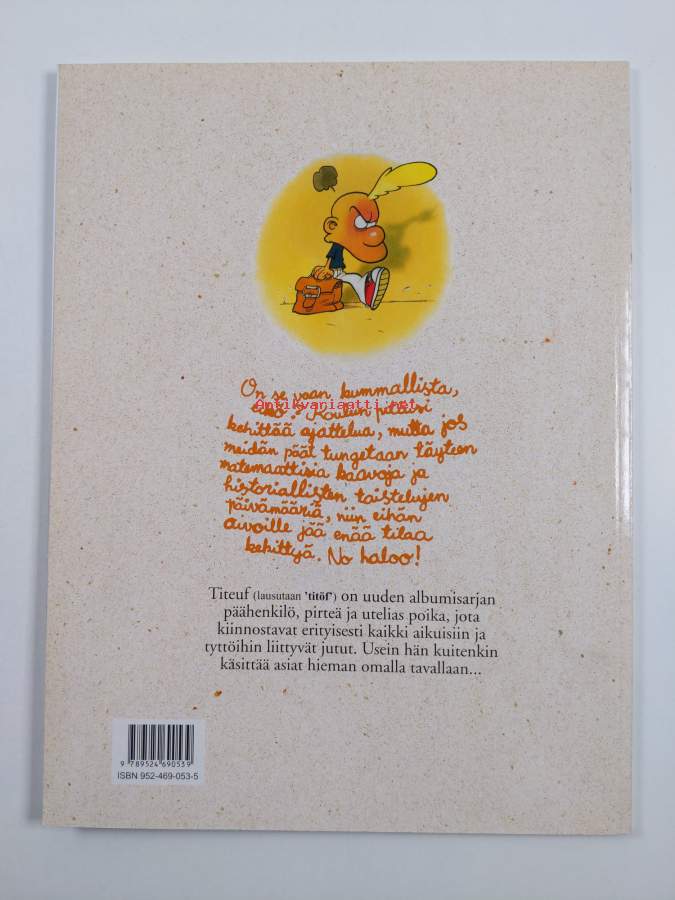 On se vaan kummallista,
Antikvariaatti.net
Koulun pitäisi
kehittää ajattelua, mutta jos
meidän päät tungetaan täyteen
matemaattisia kaavoja ja
historiallisten taistelujen
päivämääriä, niin eihän
aivoille jää enää tilaa
kehittyä. No haloo!
Titeuf (lausutaan 'titöf') on uuden albumisarjan
päähenkilö, pirteä ja utelias poika, jota
kiinnostavat erityisesti kaikki aikuisiin ja
tyttöihin liittyvät jutut. Usein hän kuitenkin
käsittää asiat hieman omalla tavallaan...
9 789524 690539
ISBN 952-469-053-5